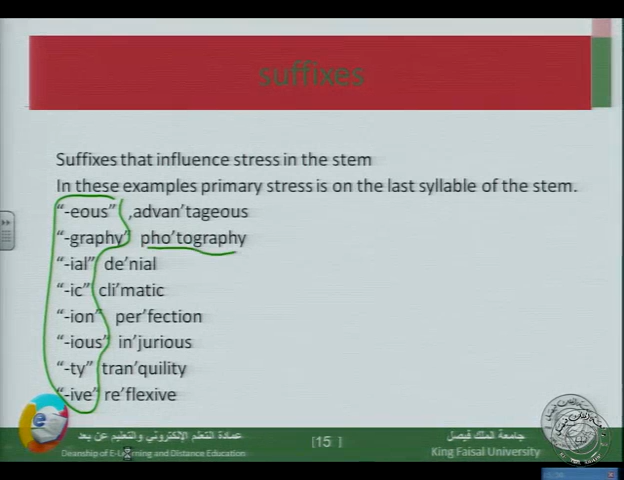 suffixes
Suffixes that influence stress in the stem
In these examples primary stress is on the last syllable of the stem.
"-eous" ,advan'tageous
"-graphy" pho'tography
"-ial" de'nial
"-ic" cli'matic
"-ion" per'fection
"-ious" in'jurious
"-ty" tran'quility
"-ive" re'flexive
عمادة التعلم الإلكتروني والتعليم عن بعد
[15 ]
جامعة الملك فيصل
Deanship of E-Learning and Distance Education
King Faisal University